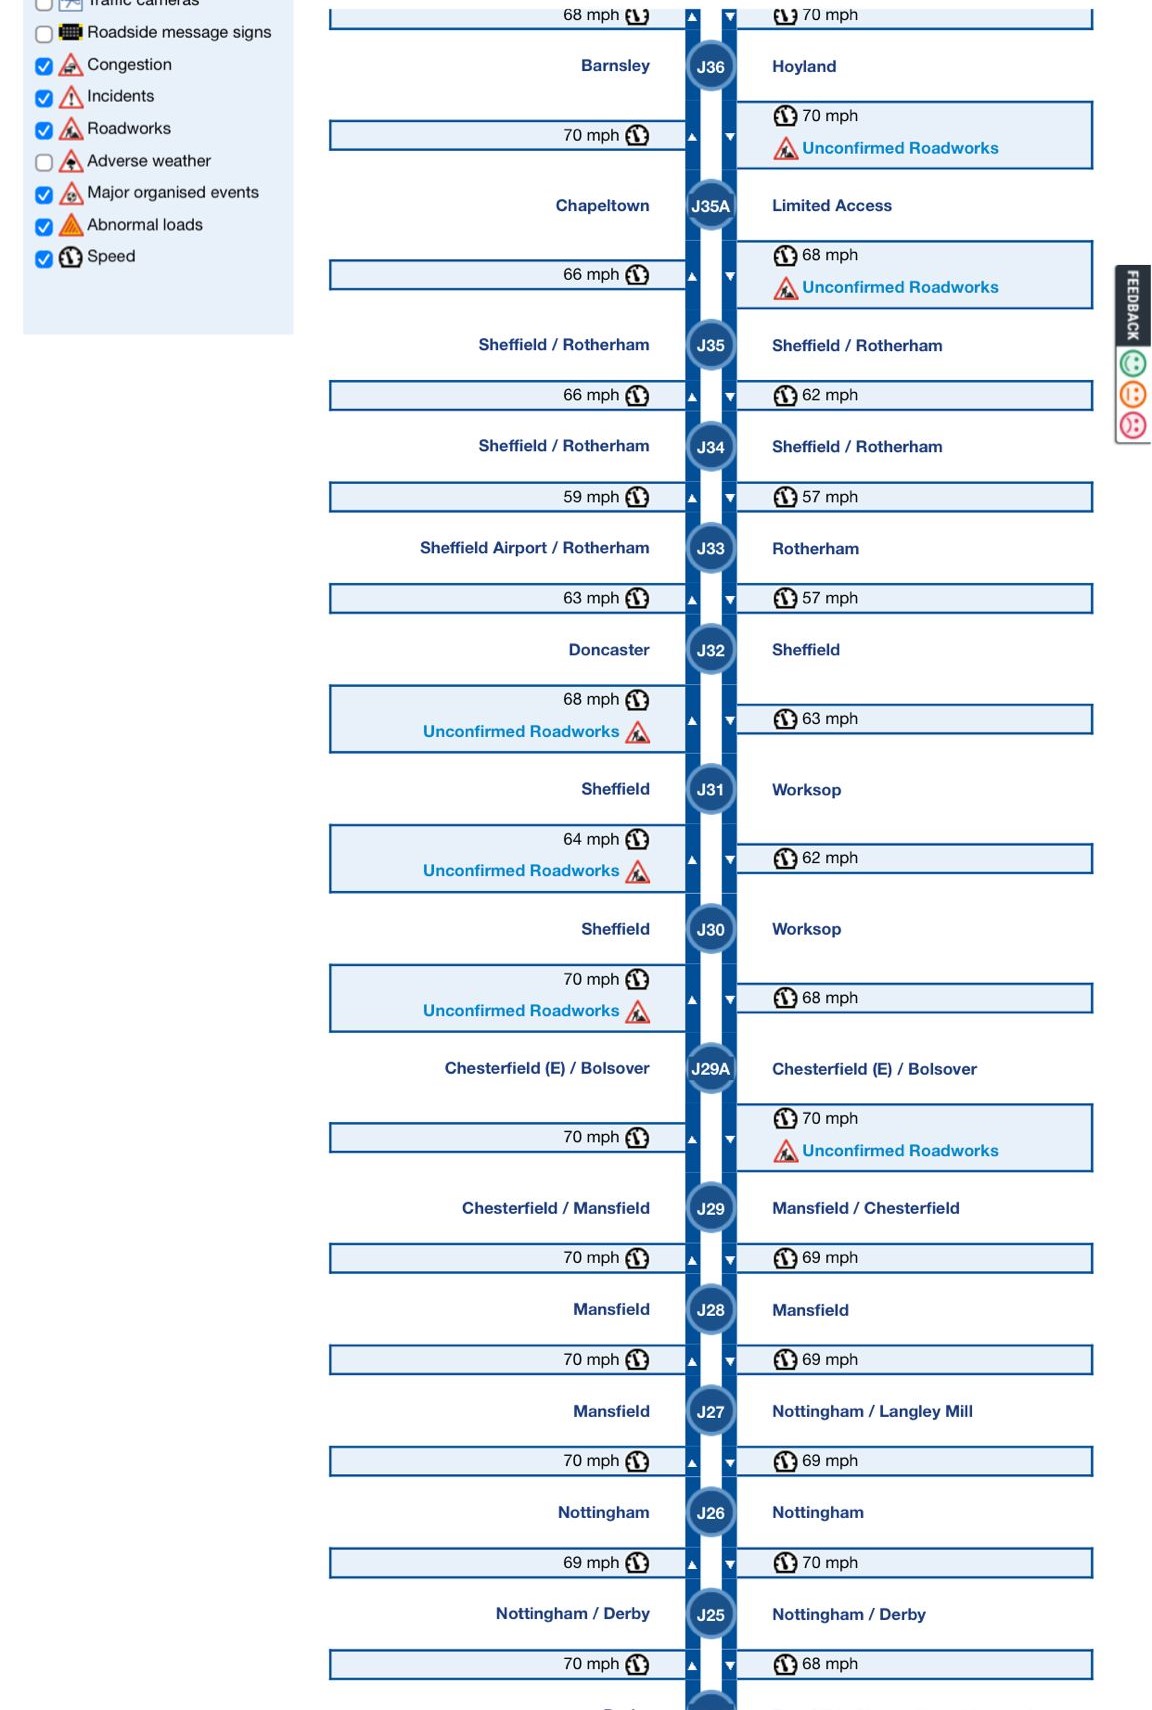 Traffic cameras
Roadside message signs
Congestion
Incidents
Roadworks
Adverse weather
Major organised events
Abnormal loads
Speed
68 mph 70 mph
Barnsley J36 Hoyland
70 mph 70 mph
Unconfirmed Roadworks
Chapeltown J35A Limited Access
66 mph 68 mph
Unconfirmed Roadworks
Sheffield / Rotherham J35 Sheffield / Rotherham
66 mph 62 mph
Sheffield / Rotherham J34 Sheffield / Rotherham
59 mph 57 mph
Sheffield Airport / Rotherham J33 Rotherham
63 mph 57 mph
Doncaster J32 Sheffield
68 mph 63 mph
Unconfirmed Roadworks
Sheffield J31 Worksop
64 mph 62 mph
Unconfirmed Roadworks
Sheffield J30 Worksop
70 mph 68 mph
Unconfirmed Roadworks
Chesterfield (E) / Bolsover J29A Chesterfield (E) / Bolsover
70 mph 70 mph
Unconfirmed Roadworks
Chesterfield / Mansfield J29 Mansfield / Chesterfield
70 mph 69 mph
Mansfield J28 Mansfield
70 mph 69 mph
Mansfield J27 Nottingham / Langley Mill
70 mph 69 mph
Nottingham J26 Nottingham
69 mph 70 mph
Nottingham / Derby J25 Nottingham / Derby
70 mph 68 mph
FEEDBACK